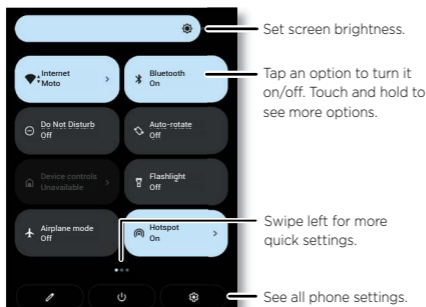 Set screen brightness.
Internet
Moto
Bluetooth
On
Tap an option to turn it
on/off. Touch and hold to
see more options.
Do Not Disturb
Off
Auto-rotate
Off
Device controls
Unavailable
Flashlight
Off
Airplane mode
Off
Hotspot
On
Swipe left for more
quick settings.
See all phone settings.